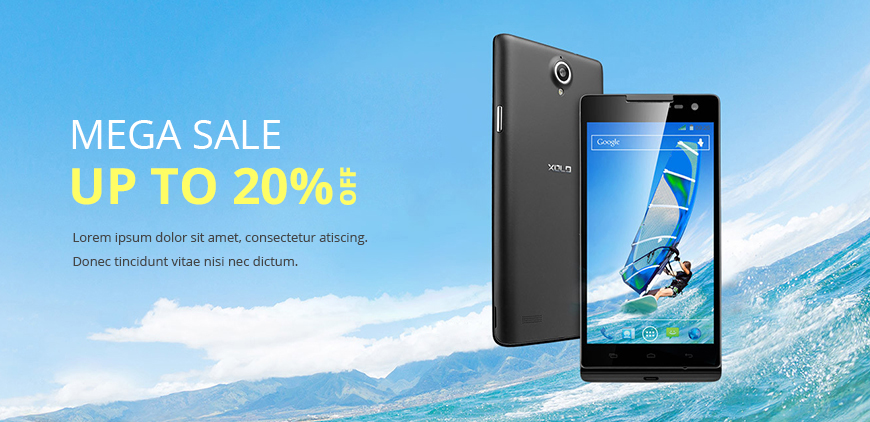 MEGA SALE
UP TO 20% OFF
Lorem ipsum dolor sit amet, consectetur atiscing.
Donec tincidunt vitae nisi nec dictum.
XOLO
Google